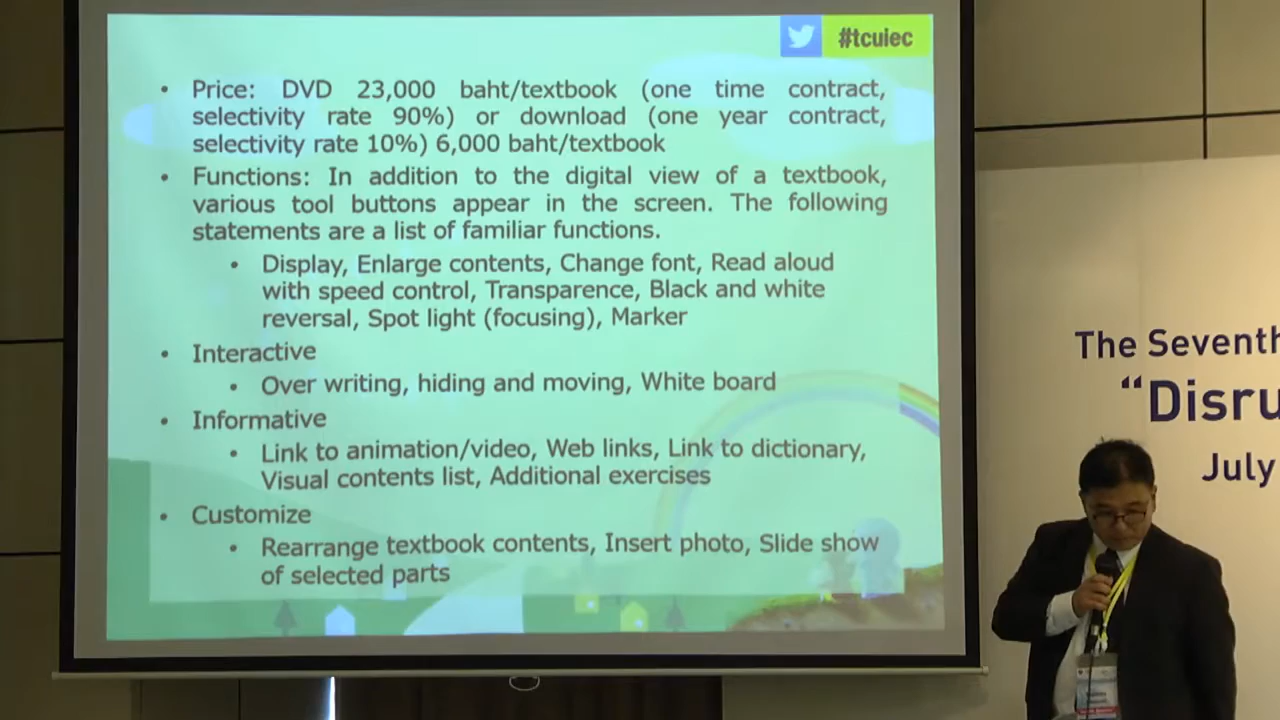 #tcuiec
• Price: DVD 23,000 baht/textbook (one time contract,
selectivity rate 90%) or download (one year contract,
selectivity rate 10%) 6,000 baht/textbook
• Functions: In addition to the digital view of a textbook,
various tool buttons appear in the screen. The following
statements are a list of familiar functions.
• Display, Enlarge contents, Change font, Read aloud
with speed control, Transparence, Black and white
reversal, Spot light (focusing), Marker
• Interactive
• Over writing, hiding and moving, White board
• Informative
• Link to animation/video, Web links, Link to dictionary,
Visual contents list, Additional exercises
• Customize
• Rearrange textbook contents, Insert photo, Slide show
of selected parts
The Seventh
“Disru
July